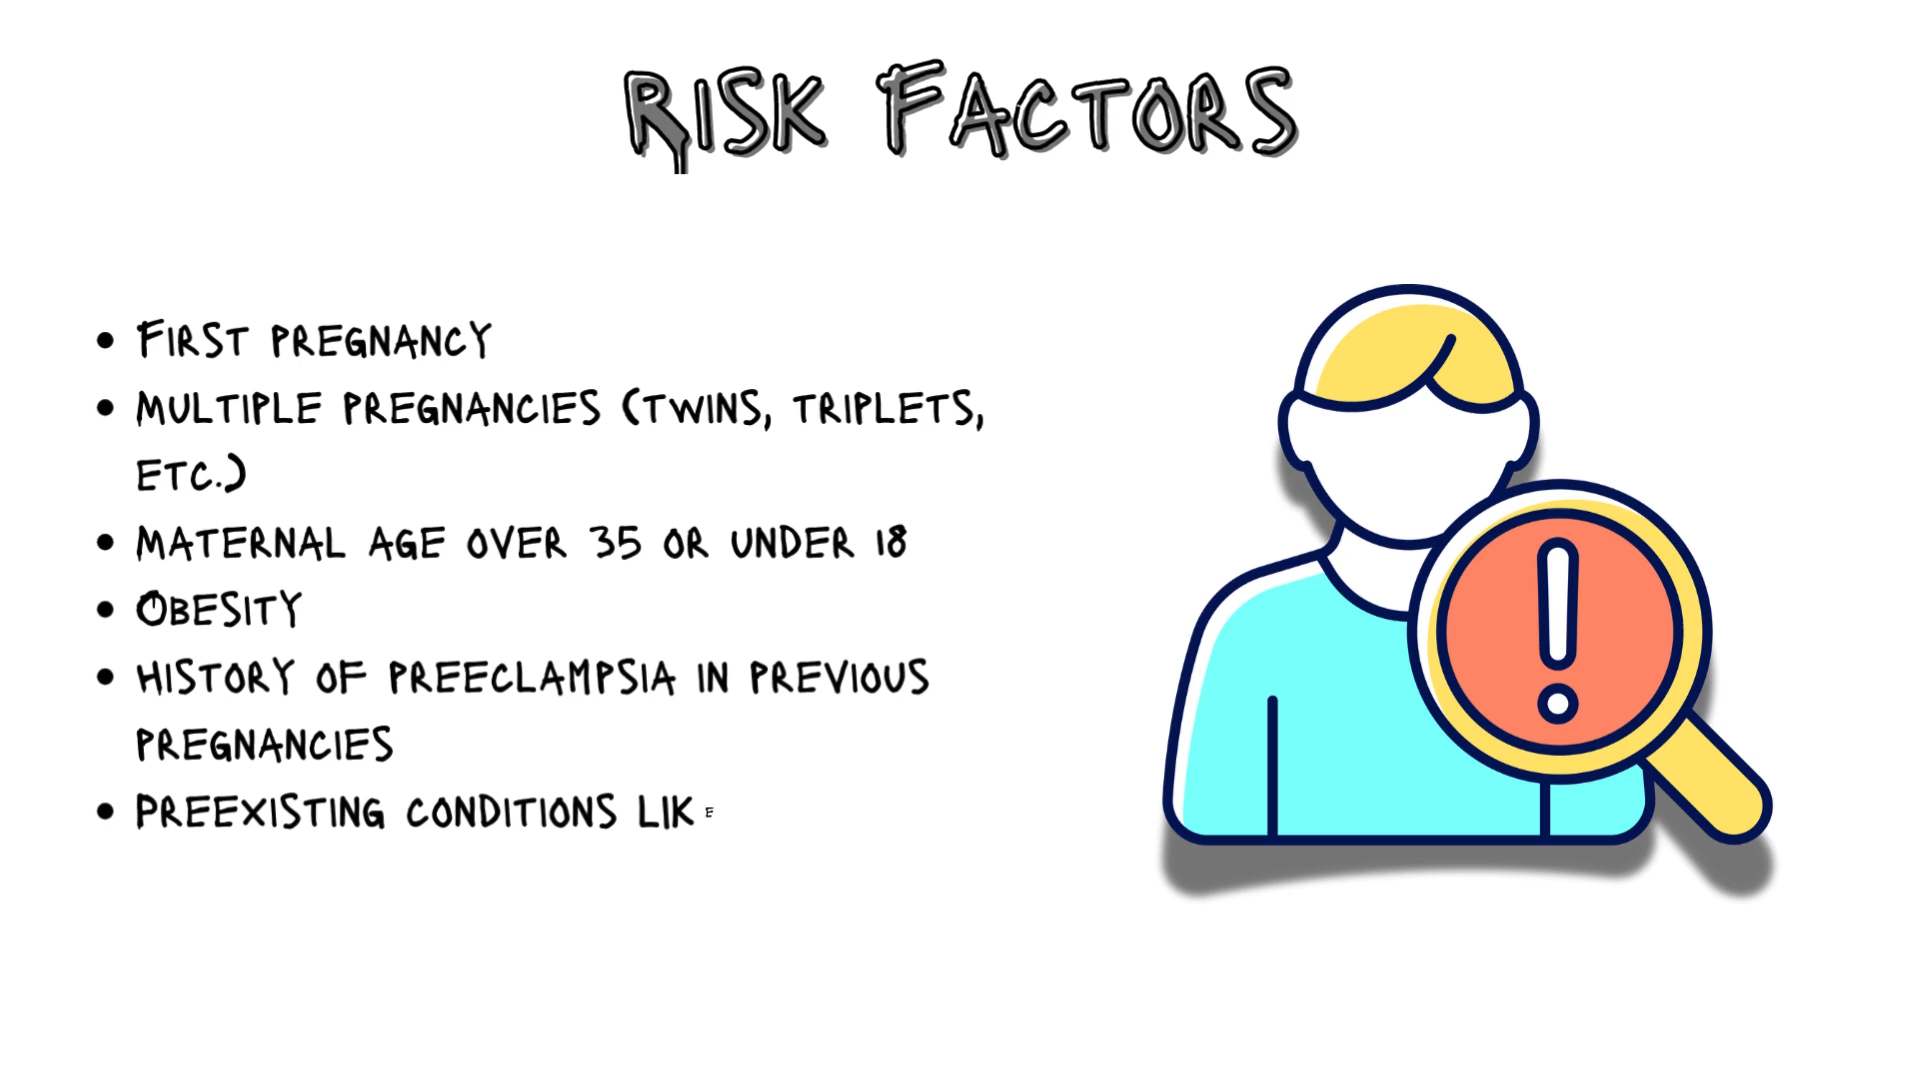 Risk Factors
• First pregnancy
• Multiple pregnancies (twins, triplets,
etc.)
• Maternal age over 35 or under 18
• Obesity
• History of preeclampsia in previous
pregnancies
• Preexisting conditions like